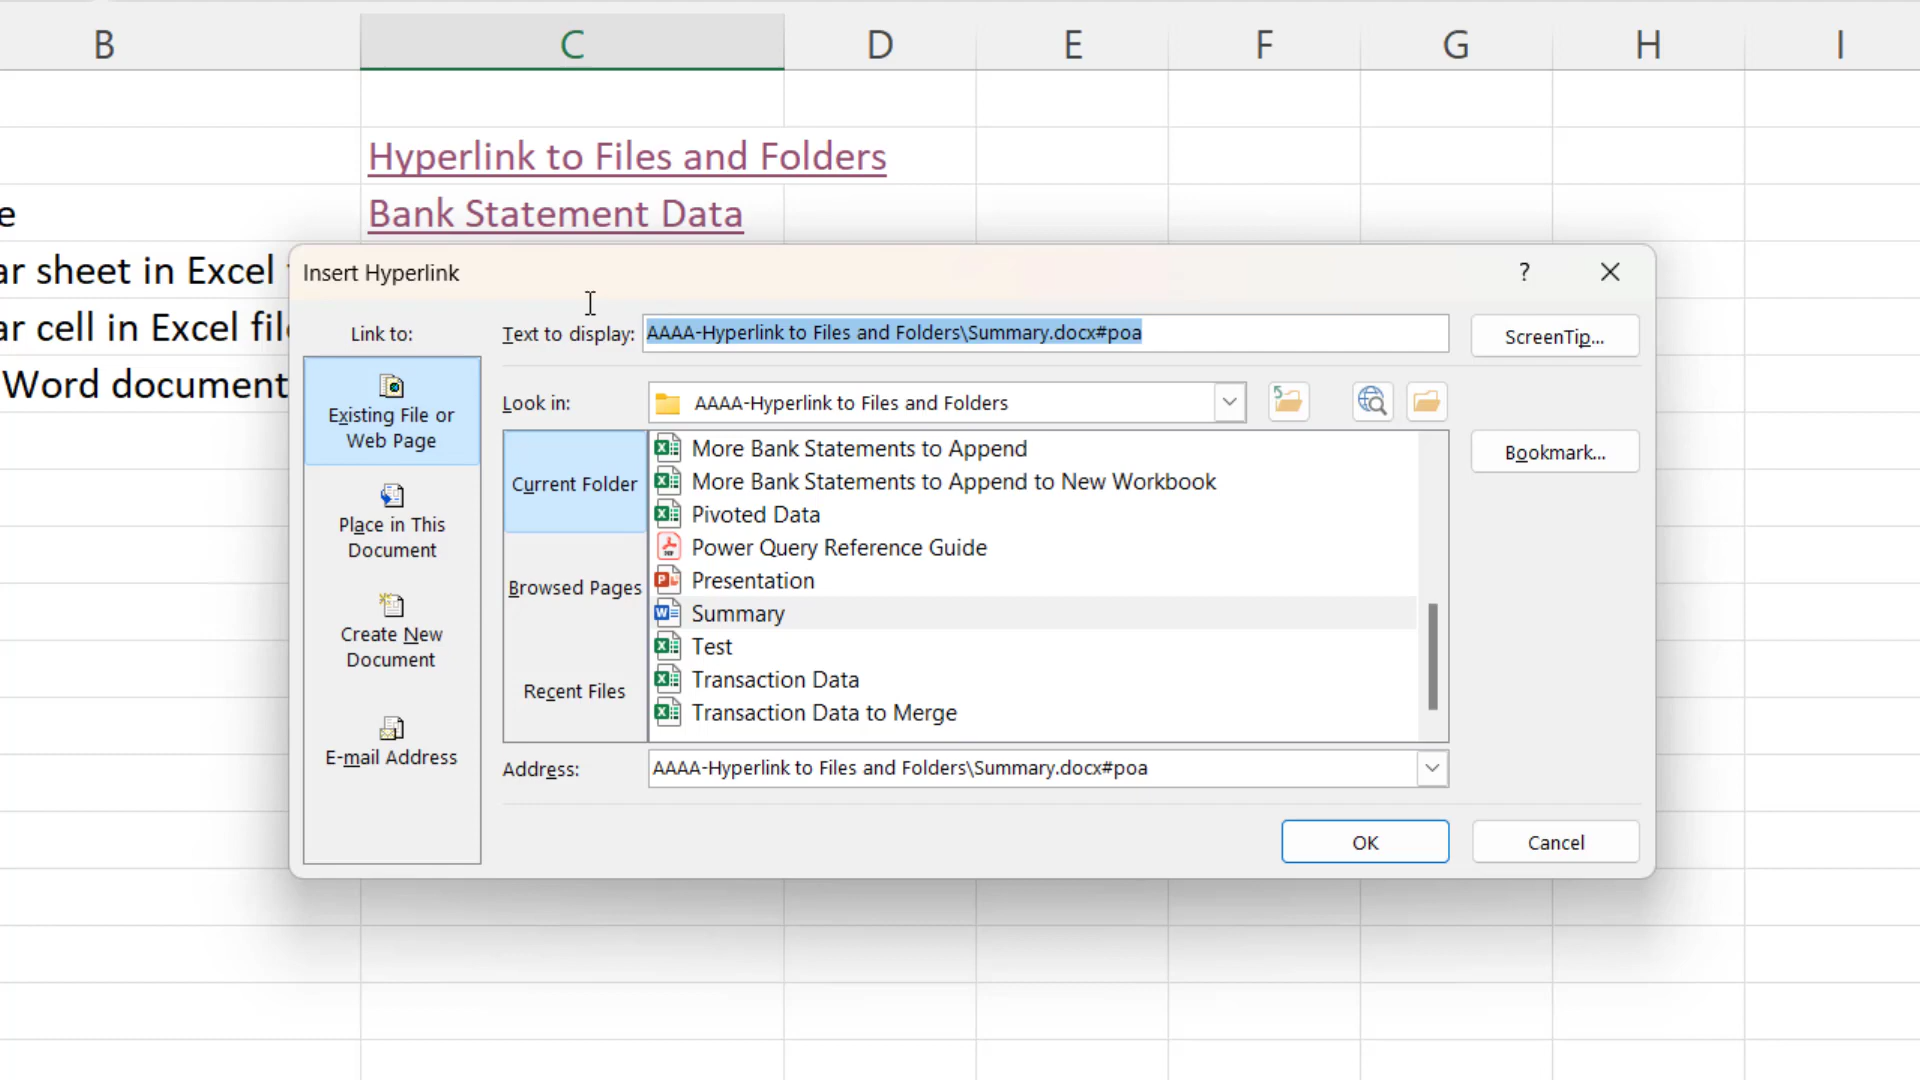 B C D E F G H I
Hyperlink to Files and Folders
e Bank Statement Data
ar sheet in Excel
ar cell in Excel file
Word document
Insert Hyperlink ?
Link to:
Text to display: AAAA-Hyperlink to Files and Folders\Summary.docx#poa ScreenTip...
Existing File or
Web Page
Place in This
Document
Create New
Document
E-mail Address
Look in: AAAA-Hyperlink to Files and Folders
Current Folder
Browsed Pages
Recent Files
More Bank Statements to Append
More Bank Statements to Append to New Workbook
Pivoted Data
Power Query Reference Guide
Presentation
Summary
Test
Transaction Data
Transaction Data to Merge
Bookmark...
Address: AAAA-Hyperlink to Files and Folders\Summary.docx#poa
OK Cancel